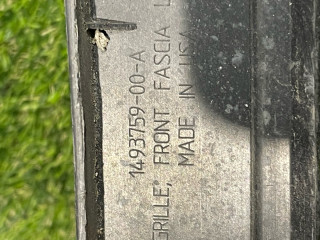 1493759-00-A
GRILLE, FRONT FASCIA L
MADE IN USA